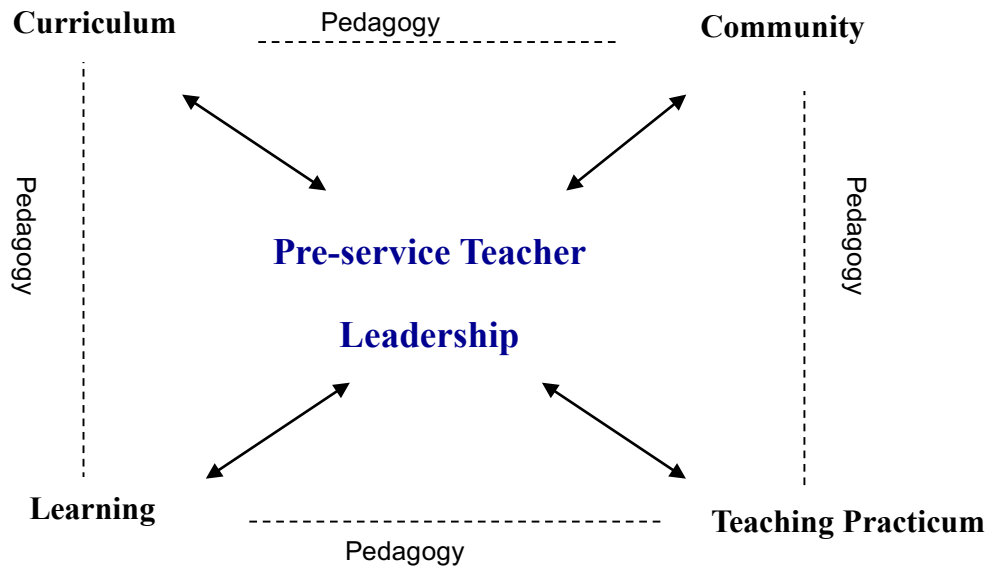 Curriculum
Pedagogy
Community
Pedagogy
Pedagogy
Pre-service Teacher
Leadership
Learning
Teaching Practicum
Pedagogy